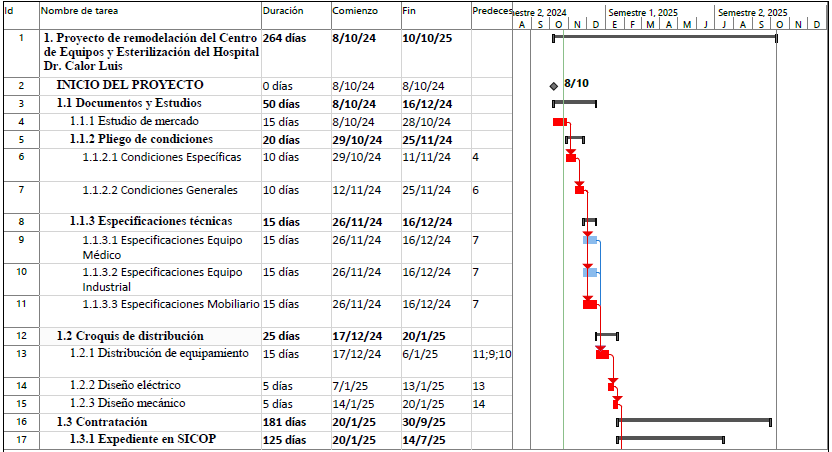 Id Nombre de tarea Duración Comienzo Fin Predeces mestre 2, 2024 Semestre 1, 2025 Semestre 2, 2025
A S O N D E F M A M J J A S O N D
1 1. Proyecto de remodelación del Centro 264 días 8/10/24 10/10/25
de Equipos y Esterilización del Hospital
Dr. Calor Luis
2 INICIO DEL PROYECTO 0 días 8/10/24 8/10/24 8/10
3 1.1 Documentos y Estudios 50 días 8/10/24 16/12/24
4 1.1.1 Estudio de mercado 15 días 8/10/24 28/10/24
5 1.1.2 Pliego de condiciones 20 días 29/10/24 25/11/24
6 1.1.2.1 Condiciones Específicas 10 días 29/10/24 11/11/24 4
7 1.1.2.2 Condiciones Generales 10 días 12/11/24 25/11/24 6
8 1.1.3 Especificaciones técnicas 15 días 26/11/24 16/12/24
9 1.1.3.1 Especificaciones Equipo 15 días 26/11/24 16/12/24 7
Médico
10 1.1.3.2 Especificaciones Equipo 15 días 26/11/24 16/12/24 7
Industrial
11 1.1.3.3 Especificaciones Mobiliario 15 días 26/11/24 16/12/24 7
12 1.2 Croquis de distribución 25 días 17/12/24 20/1/25
13 1.2.1 Distribución de equipamiento 15 días 17/12/24 6/1/25 11;9;10
14 1.2.2 Diseño eléctrico 5 días 7/1/25 13/1/25 13
15 1.2.3 Diseño mecánico 5 días 14/1/25 20/1/25 14
16 1.3 Contratación 181 días 20/1/25 30/9/25
17 1.3.1 Expediente en SICOP 125 días 20/1/25 14/7/25